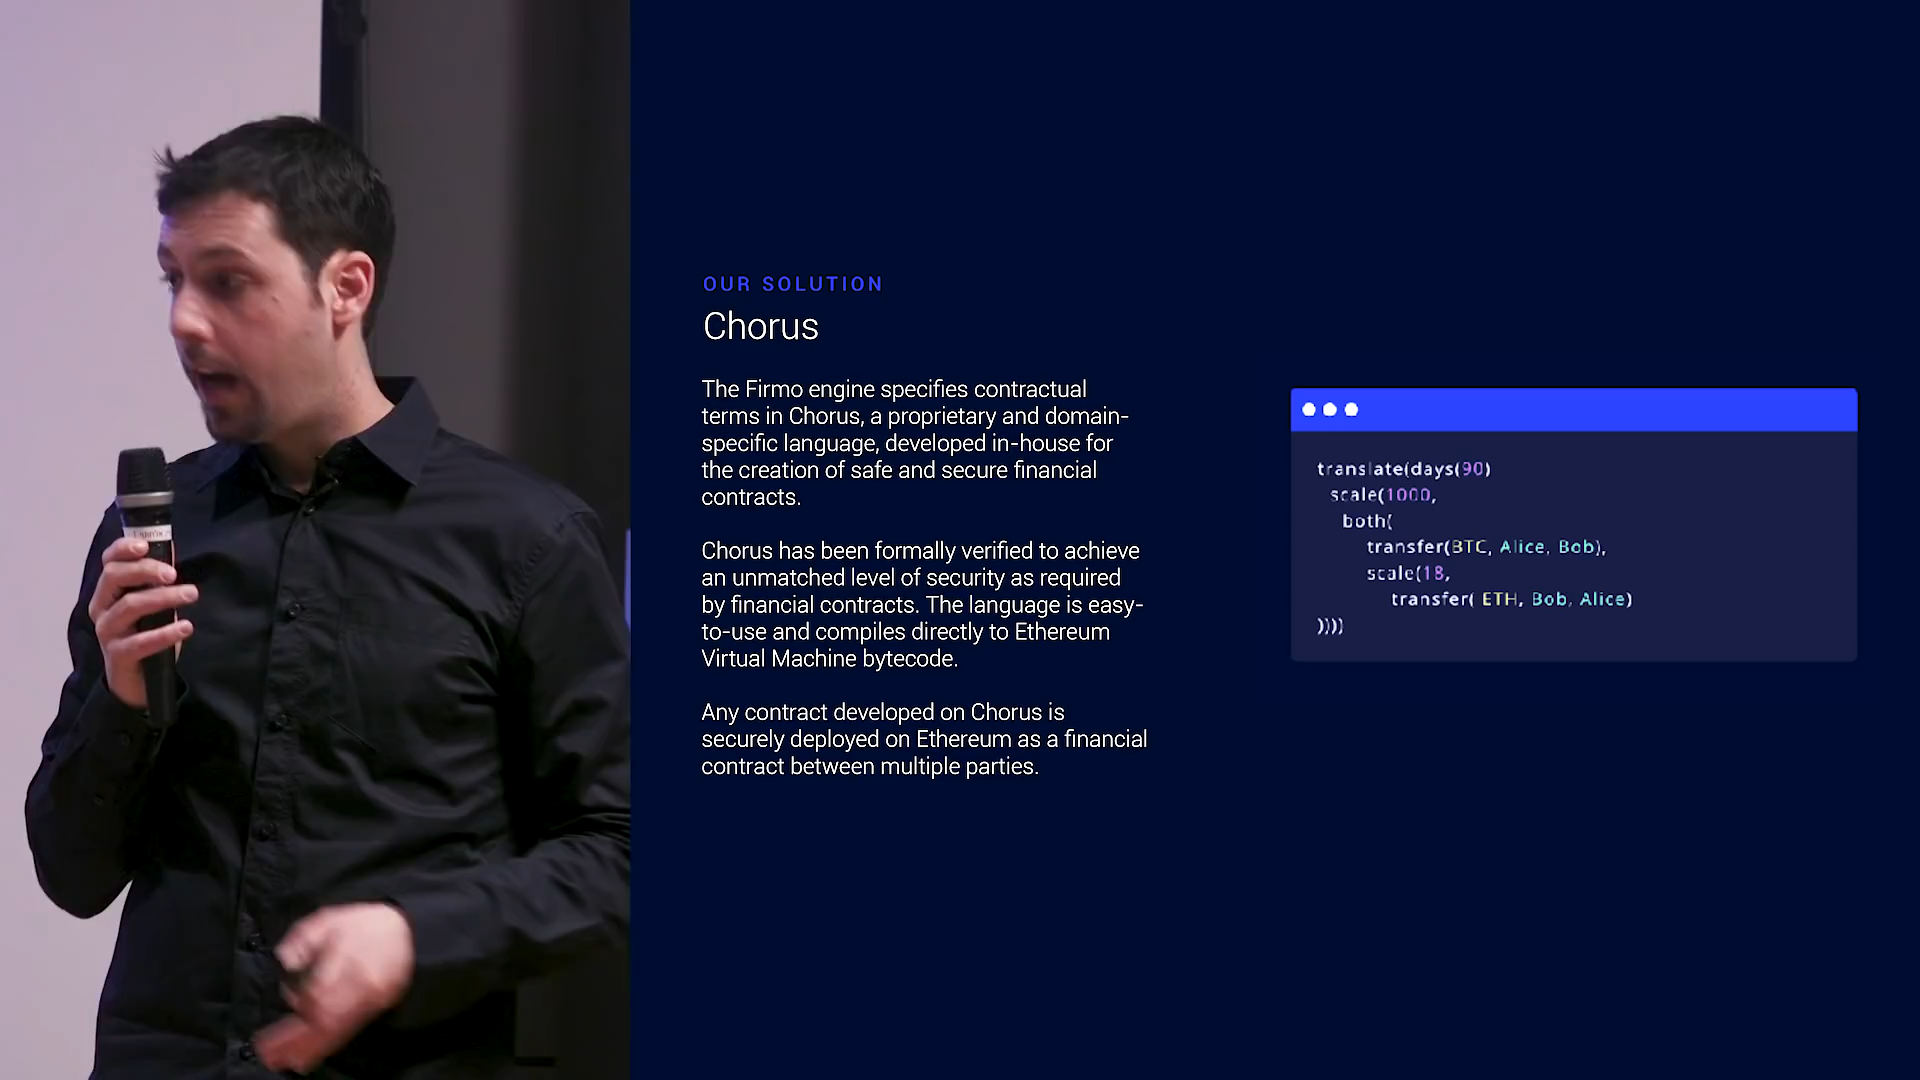 OUR SOLUTION
Chorus
The Firmo engine specifies contractual
terms in Chorus, a proprietary and domain-
specific language, developed in-house for
the creation of safe and secure financial
contracts.
Chorus has been formally verified to achieve
an unmatched level of security as required
by financial contracts. The language is easy-
to-use and compiles directly to Ethereum
Virtual Machine bytecode.
Any contract developed on Chorus is
securely deployed on Ethereum as a financial
contract between multiple parties.
translate(days(90)
scale(1000,
both(
transfer(BTC, Alice, Bob),
scale(18,
transfer( ETH, Bob, Alice)
))))